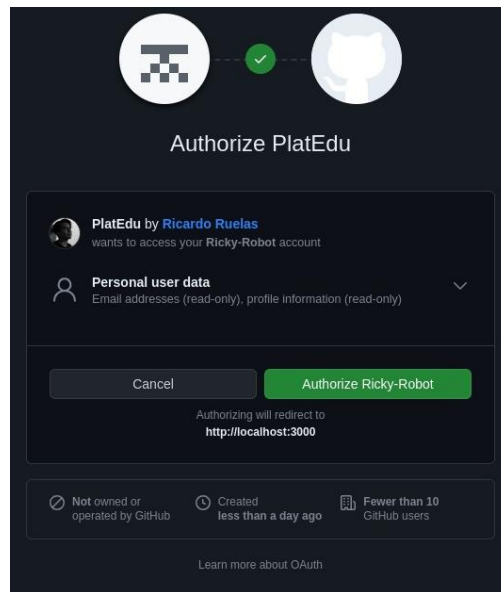 Authorize PlatEdu
PlatEdu by Ricardo Ruelas
wants to access your Ricky-Robot account
Personal user data
Email addresses (read-only), profile information (read-only)
Cancel
Authorize Ricky-Robot
Authorizing will redirect to
http://localhost:3000
Not owned or
operated by GitHub
Created
less than a day ago
Fewer than 10
GitHub users
Learn more about OAuth